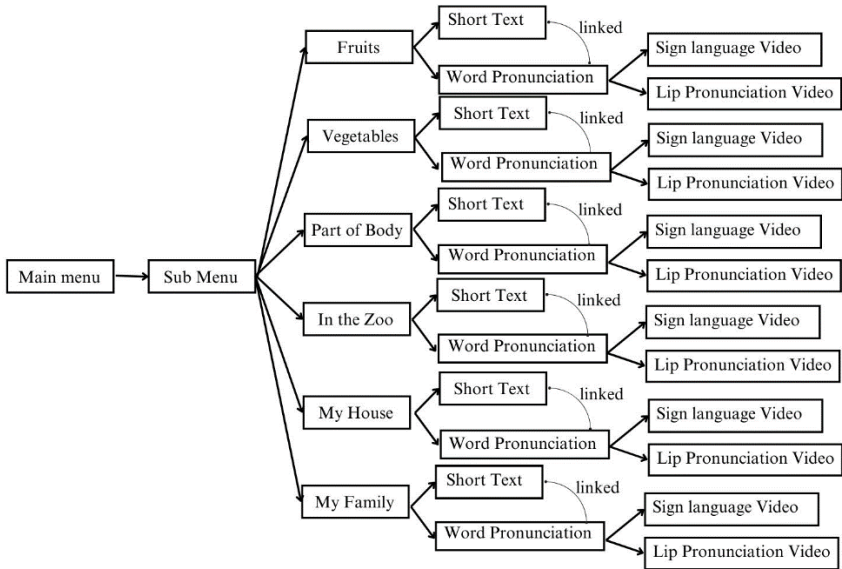 Main menu
Sub Menu
Fruits
Short Text
linked
Word Pronunciation
Sign language Video
Lip Pronunciation Video
Vegetables
Short Text
linked
Word Pronunciation
Sign language Video
Lip Pronunciation Video
Part of Body
Short Text
linked
Word Pronunciation
Sign language Video
Lip Pronunciation Video
In the Zoo
Short Text
linked
Word Pronunciation
Sign language Video
Lip Pronunciation Video
My House
Short Text
linked
Word Pronunciation
Sign language Video
Lip Pronunciation Video
My Family
Short Text
linked
Word Pronunciation
Sign language Video
Lip Pronunciation Video